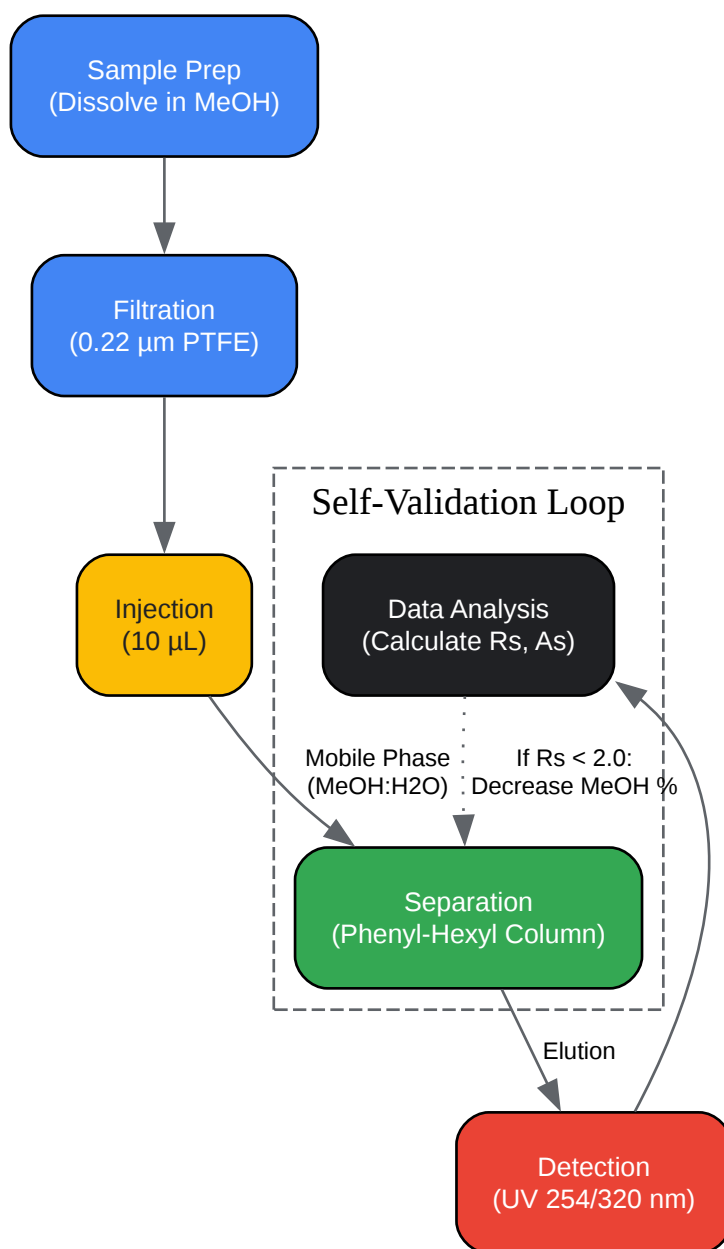 Sample Prep
(Dissolve in MeOH)
Filtration
(0.22 µm PTFE)
Self-Validation Loop
Injection
(10 µL)
Data Analysis
(Calculate Rs, As)
Mobile Phase
(MeOH:H2O)
If Rs < 2.0:
Decrease MeOH %
Separation
(Phenyl-Hexyl Column)
Elution
Detection
(UV 254/320 nm)